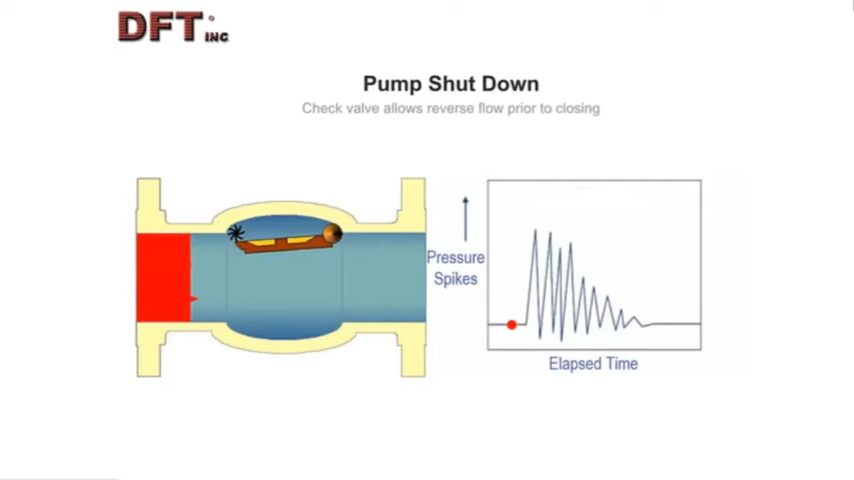 DFT INC
Pump Shut Down
Check valve allows reverse flow prior to closing
Pressure
Spikes
Elapsed Time